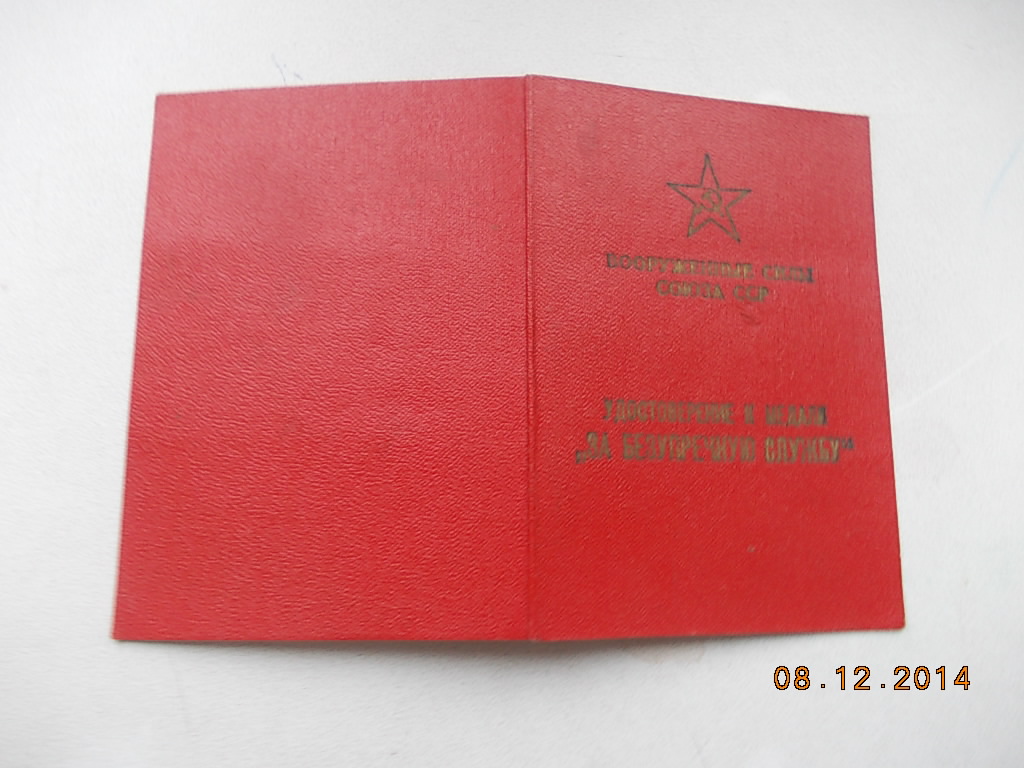 ВООРУЖЕННЫЕ СИЛЫ
СОЮЗА ССР
УДОСТОВЕРЕНИЕ К МЕДАЛИ
„ЗА БЕЗУПРЕЧНУЮ СЛУЖБУ“
08.12.2014